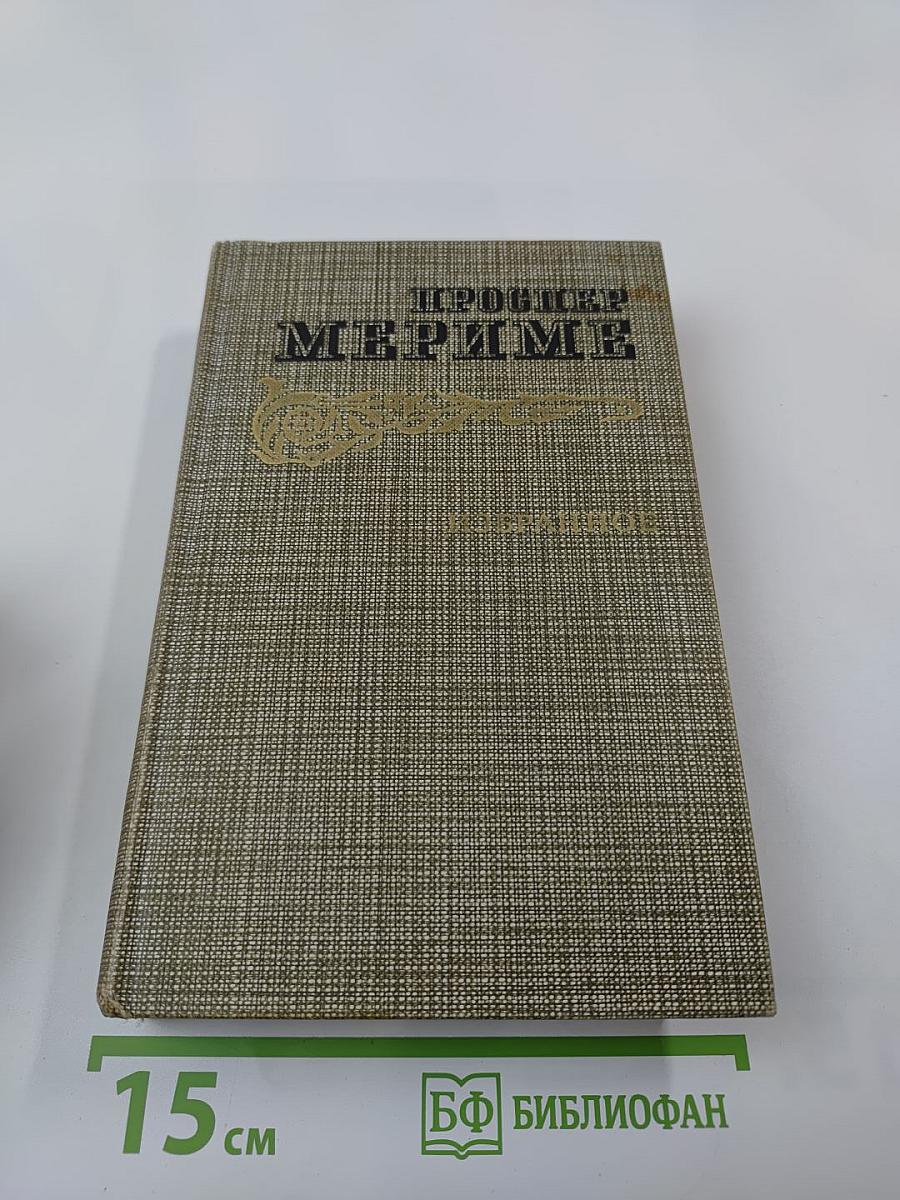 ПРОСПЕР
МЕРИМЕ
ИЗБРАННОЕ
15 см
БФ БИБЛИОФАН